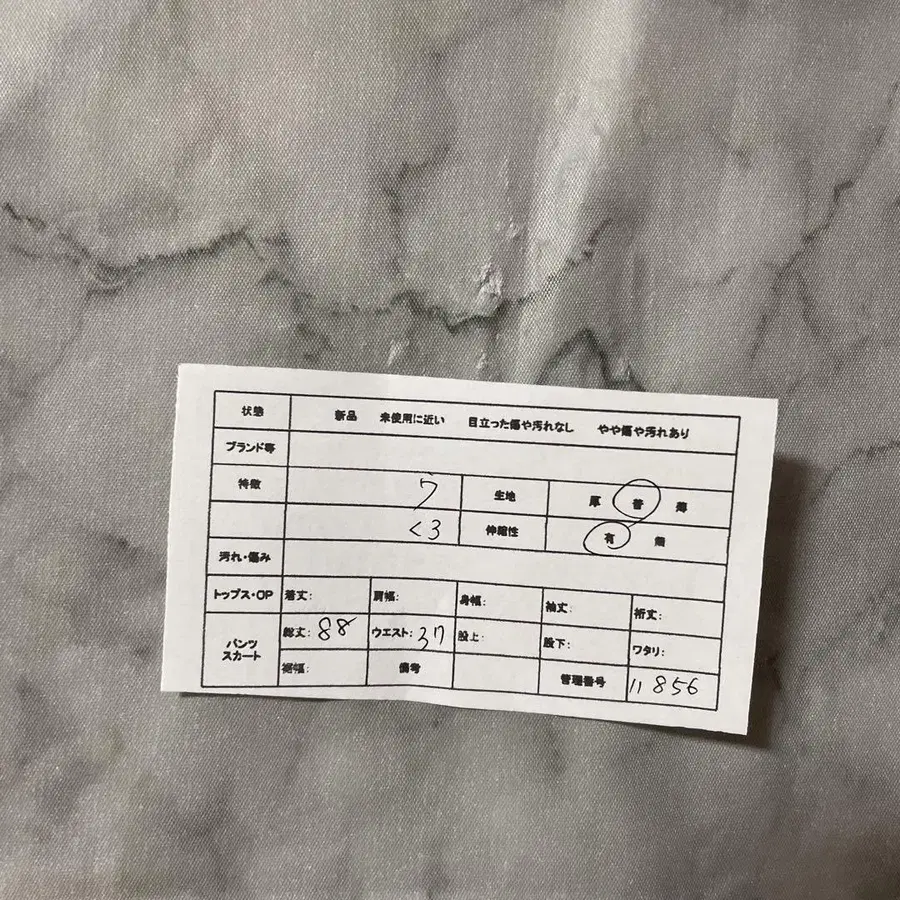 状態 新品 未使用に近い 目立った傷や汚れなし やや傷や汚れあり
ブランド等
特徴 フ 生地 厚 普 薄
<3 伸縮性 有 無
汚れ・傷み
トップス・OP 着丈: 肩幅: 身幅: 袖丈: 裄丈:
パンツ スカート
総丈: 88 ウエスト: 37 股上: 股下: ワタリ:
裾幅: 備考 管理番号 11856